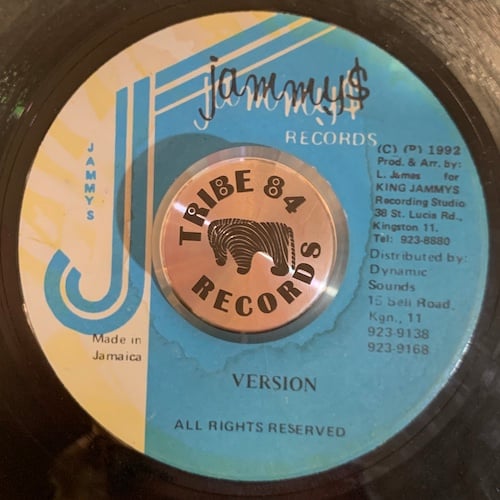 jammy$
jammy$
RECORDS
JAMMYS
(C) (P) 1992
Prod. & Arr. by:
L. James for
KING JAMMYS
Recording Studio
38 St. Lucia Rd.,
Kingston 11.
Tel: 923-8880
Distributed by:
Dynamic
Sounds
15 Bell Road,
Kgn., 11
923-9138
923-9168
TRIBE 84
RECORDS
Made in
Jamaica
VERSION
ALL RIGHTS RESERVED